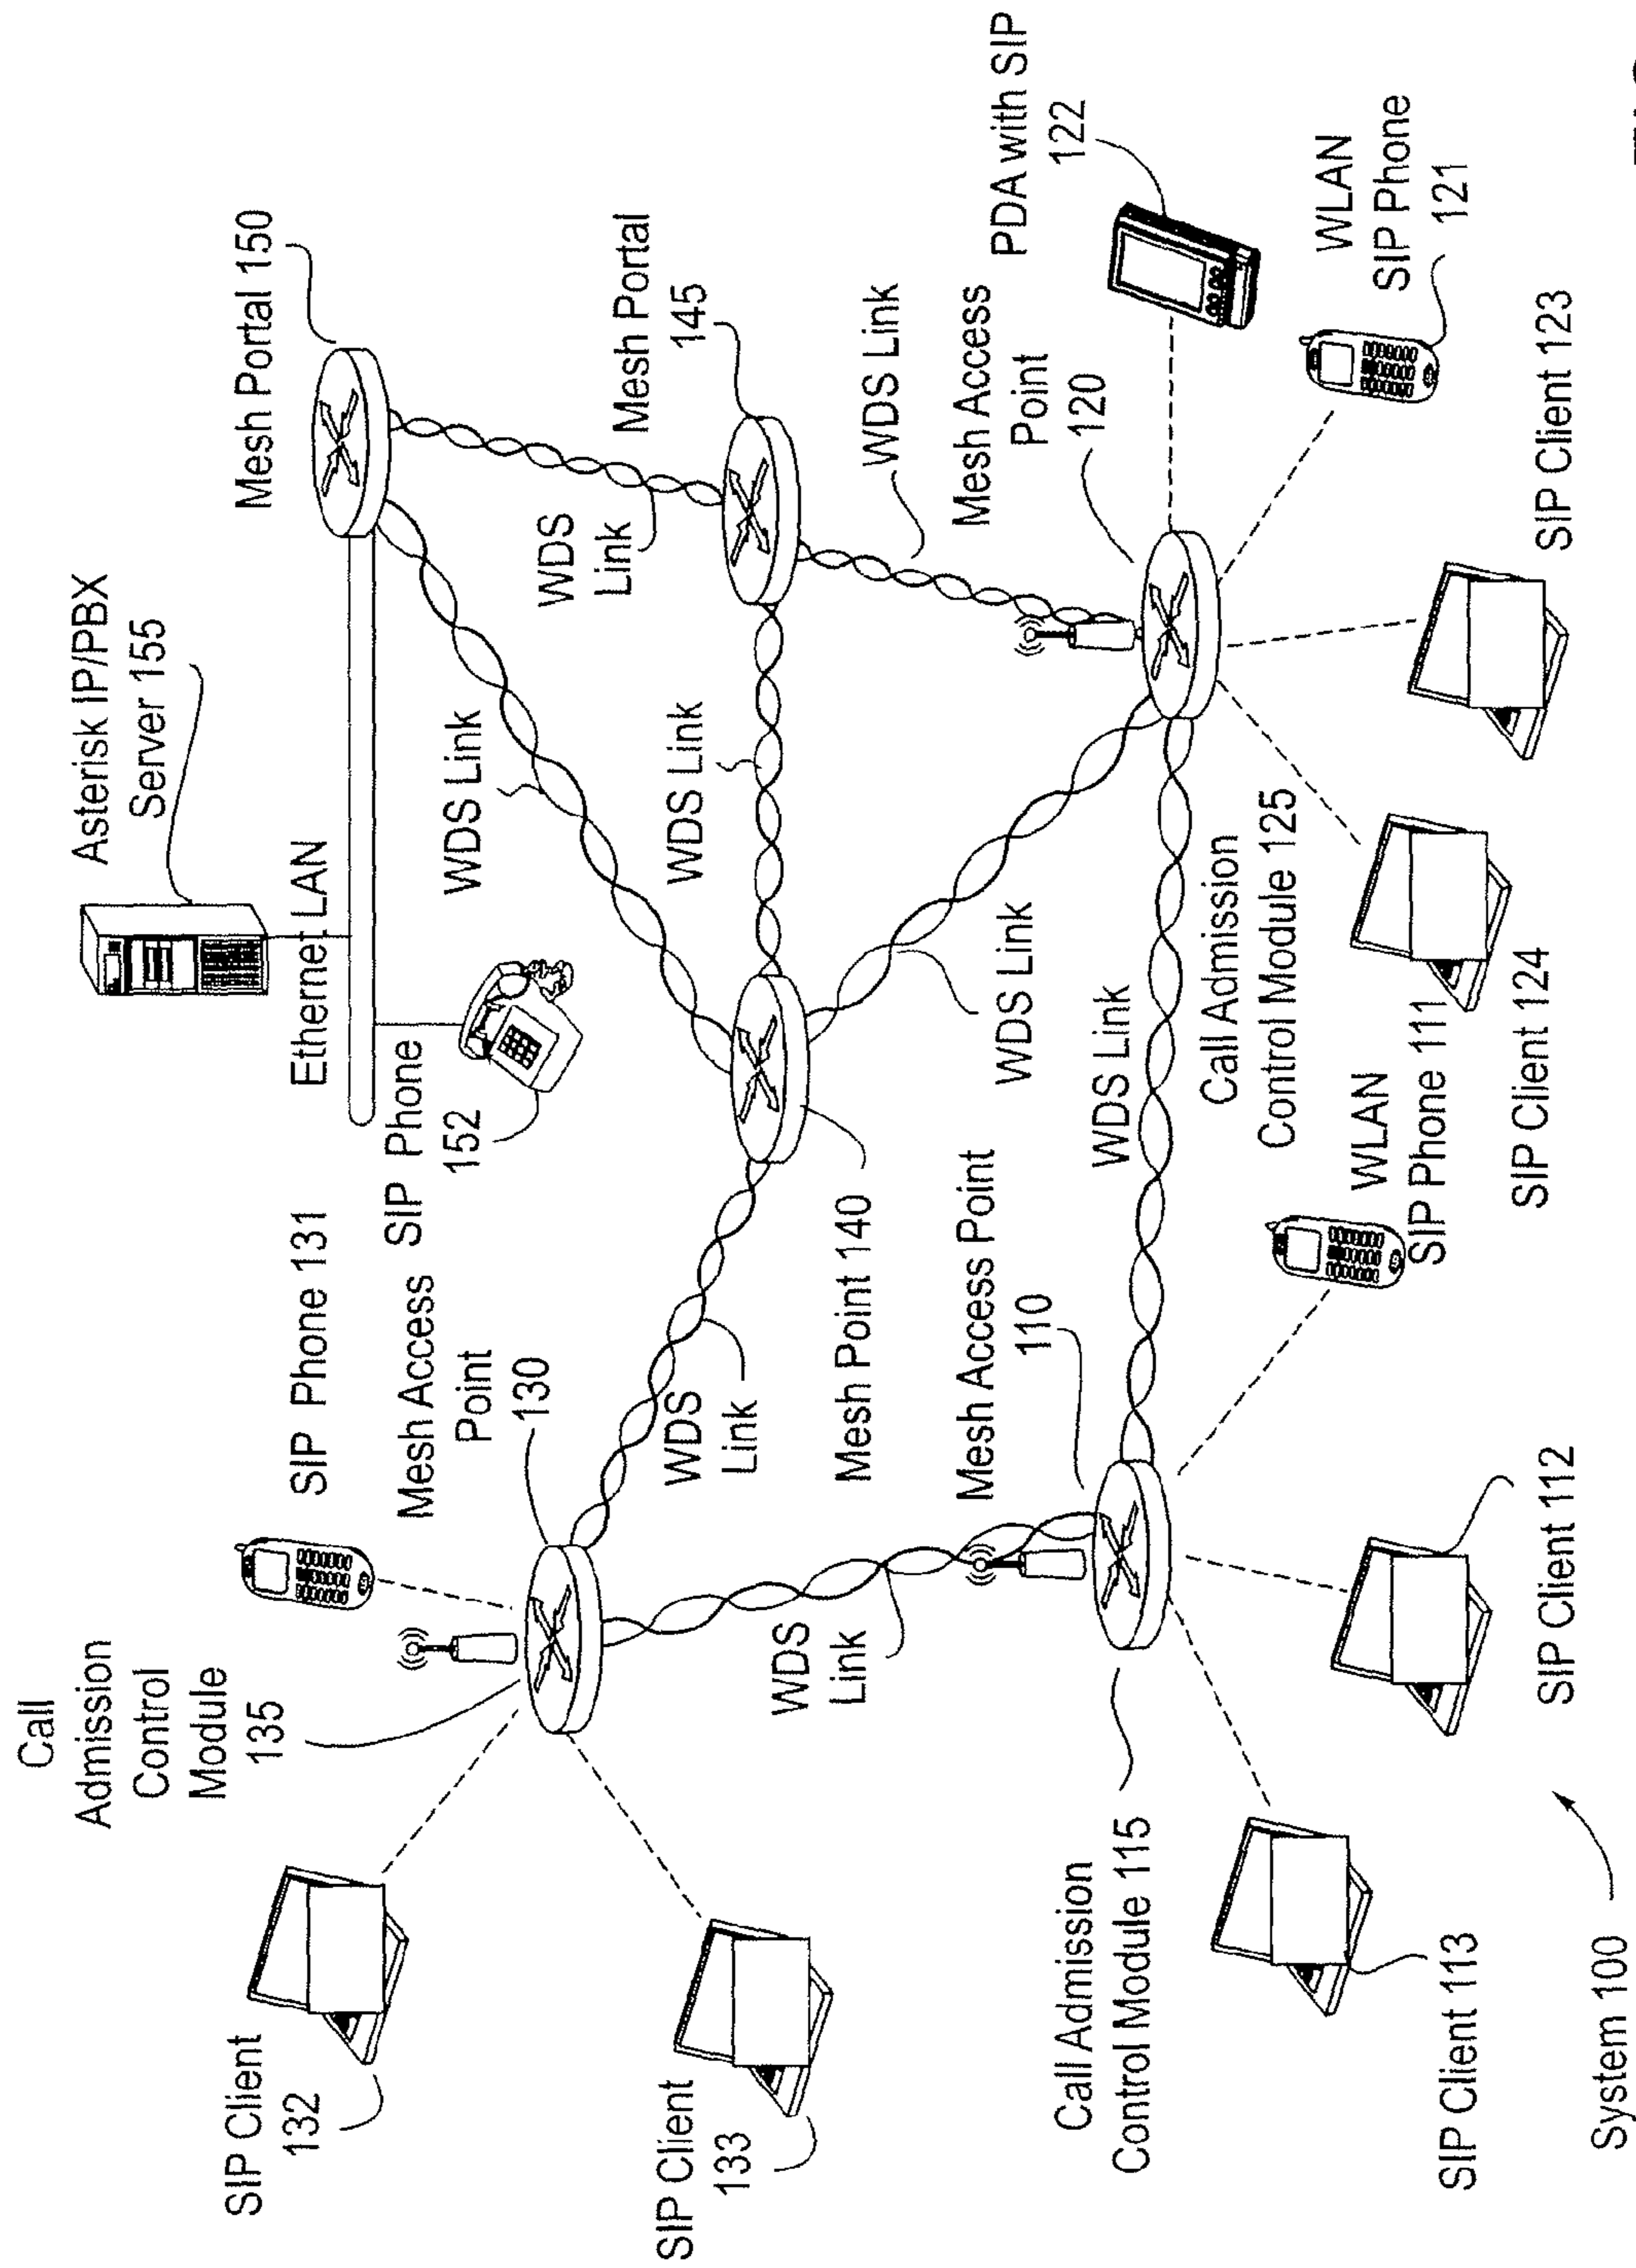 Asterisk IP/PBX
Server 155
Mesh Portal 150
Ethernet LAN
SIP Phone
152
WDS Link
WDS
Link
Mesh Portal
145
WDS Link
WDS Link
Call
Admission
Control
Module
135
SIP Phone 131
Mesh Access
Point
130
SIP Client
132
SIP Client
133
WDS
Link
Mesh Point 140
WDS Link
Mesh Access
Point
120
PDA with SIP
122
WLAN
SIP Phone
121
SIP Client 123
WDS
Link
Mesh Access Point
110
WDS Link
Call Admission
Control Module 125
SIP Client 124
WLAN
SIP Phone 111
Call Admission
Control Module 115
SIP Client 112
SIP Client 113
System 100